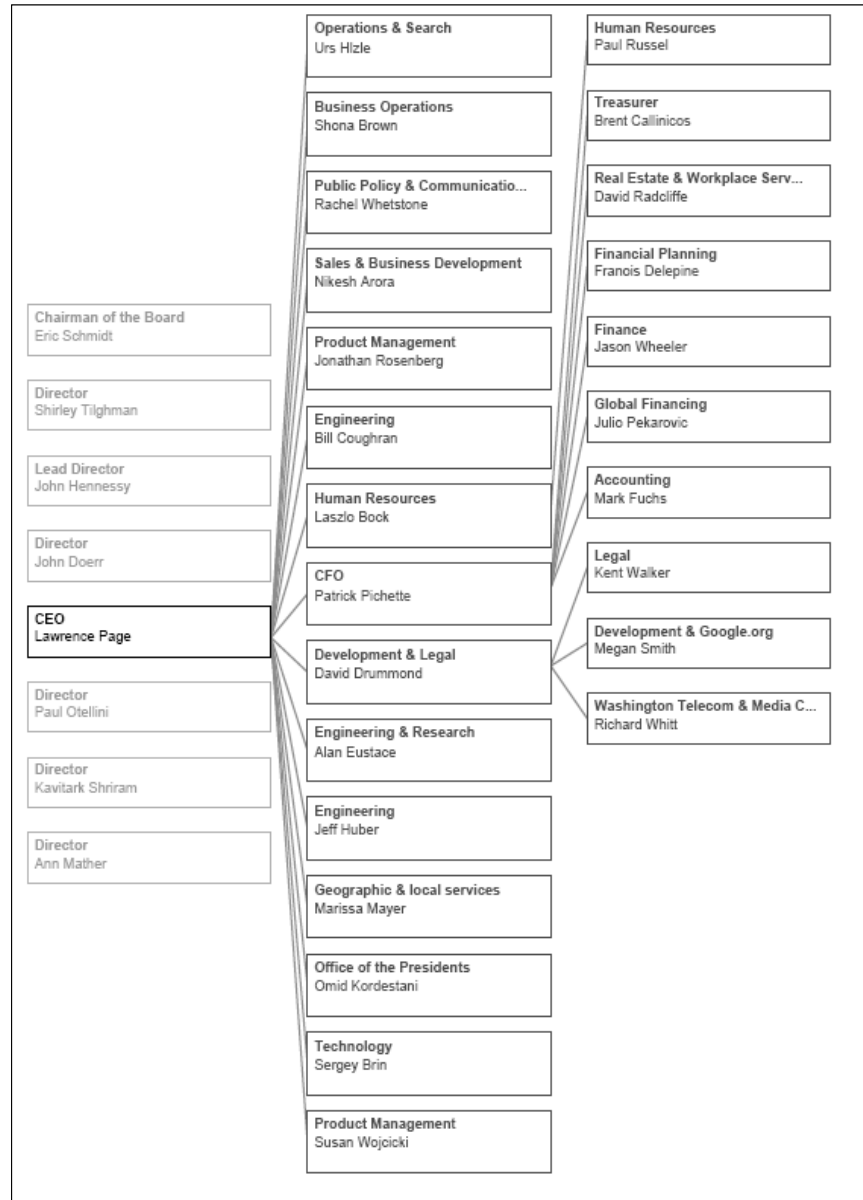 Chairman of the Board
Eric Schmidt
Director
Shirley Tilghman
Lead Director
John Hennessy
Director
John Doerr
CEO
Lawrence Page
Director
Paul Otellini
Director
Kavitark Shriram
Director
Ann Mather
Operations & Search
Urs Hlzle
Business Operations
Shona Brown
Public Policy & Communicatio...
Rachel Whetstone
Sales & Business Development
Nikesh Arora
Product Management
Jonathan Rosenberg
Engineering
Bill Coughran
Human Resources
Laszlo Bock
CFO
Patrick Pichette
Development & Legal
David Drummond
Engineering & Research
Alan Eustace
Engineering
Jeff Huber
Geographic & local services
Marissa Mayer
Office of the Presidents
Omid Kordestani
Technology
Sergey Brin
Product Management
Susan Wojcicki
Human Resources
Paul Russel
Treasurer
Brent Callinicos
Real Estate & Workplace Serv...
David Radcliffe
Financial Planning
Franois Delepine
Finance
Jason Wheeler
Global Financing
Julio Pekarovic
Accounting
Mark Fuchs
Legal
Kent Walker
Development & Google.org
Megan Smith
Washington Telecom & Media C...
Richard Whitt